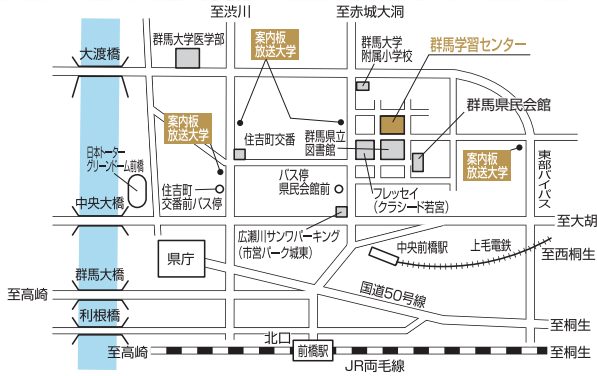 至渋川
至赤城大洞
大渡橋
群馬大学医学部
案内板
放送大学
群馬大学
附属小学校
群馬学習センター
群馬県民会館
案内板
放送大学
住吉町交番
群馬県立
図書館
案内板
放送大学
東部バイパス
日本トーター
グリーンドーム前橋
住吉町
交番前バス停
バス停
県民会館前
フレッセイ
(クラシード若宮)
中央大橋
至大胡
広瀬川サンワパーキング
(市営パーク城東)
中央前橋駅
上毛電鉄
至西桐生
県庁
群馬大橋
国道50号線
至高崎
利根橋
至桐生
北口
至高崎
前橋駅
至桐生
JR両毛線